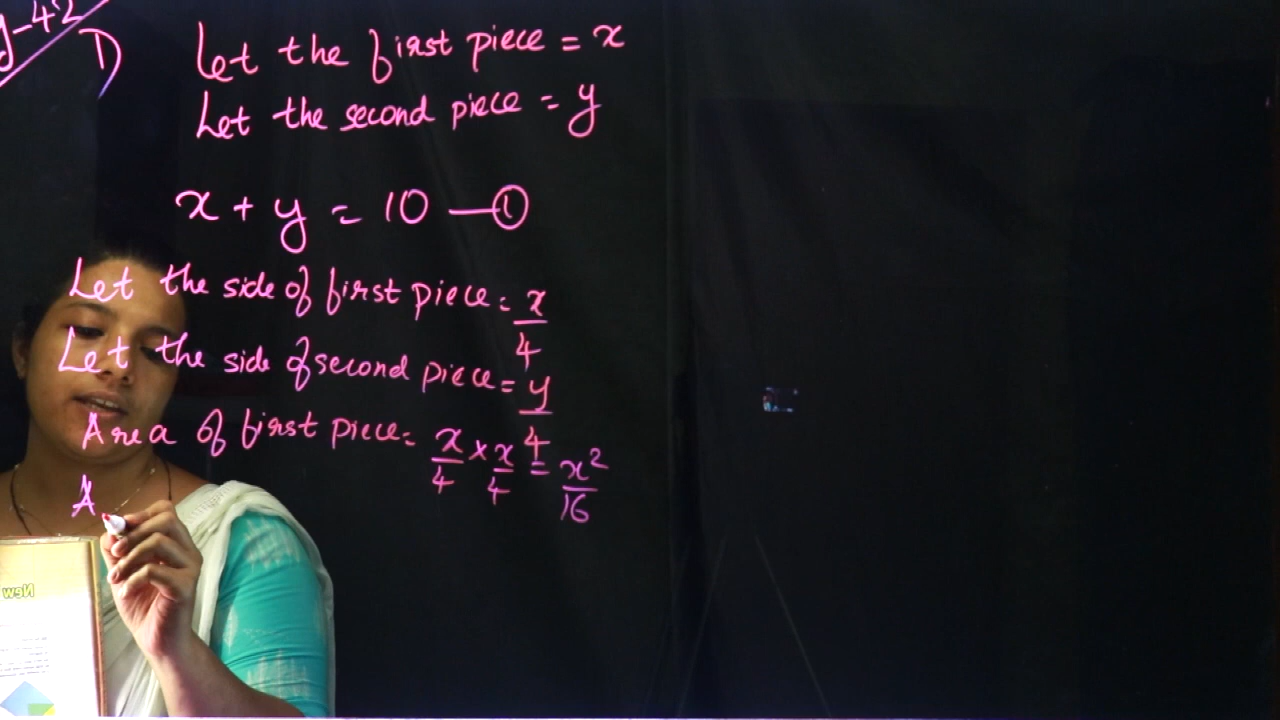 g-42
1) Let the first piece = x
Let the second piece = y
x + y = 10 —①
Let the side of first piece = x/4
Let the side of second piece = y/4
Area of first piece = x/4 × x/4 = x²/16
A
New